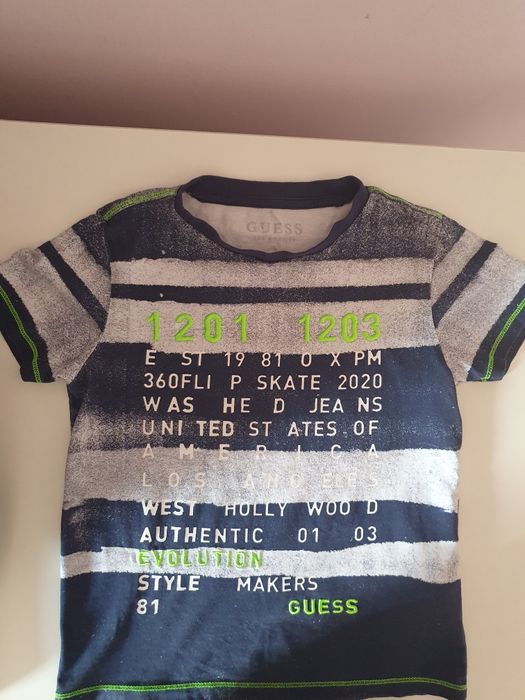 GUESS
1201 1203
E ST 19 81 O X PM
360FLI P SKATE 2020
WAS HE D JEA NS
UNI TED ST ATES OF
A M E R I C A
LOS ANGELES
WEST HOLLY WOO D
AUTHENTIC 01 03
EVOLUTION
STYLE MAKERS
81 GUESS